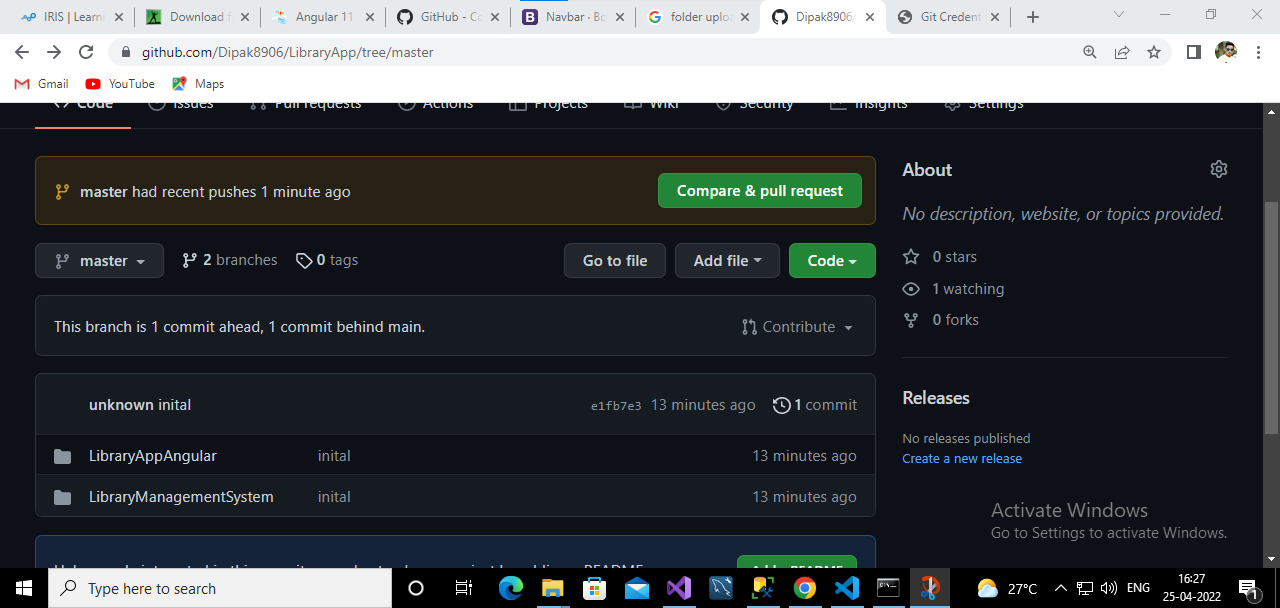 IRIS | Learni
Download f
Angular 11
GitHub - Co
Navbar · Bo
folder uploa
Dipak8906/
Git Credent
github.com/Dipak8906/LibraryApp/tree/master
Gmail YouTube Maps
Code Issues Pull requests Actions Projects Wiki Security Insights Settings
master had recent pushes 1 minute ago
Compare & pull request
master 2 branches 0 tags
Go to file Add file Code
This branch is 1 commit ahead, 1 commit behind main.
Contribute
unknown inital e1fb7e3 13 minutes ago 1 commit
LibraryAppAngular inital 13 minutes ago
LibraryManagementSystem inital 13 minutes ago
Add a README
About
No description, website, or topics provided.
0 stars
1 watching
0 forks
Releases
No releases published
Create a new release
Activate Windows
Go to Settings to activate Windows.
Type here to search
27°C
ENG
16:27
25-04-2022
1